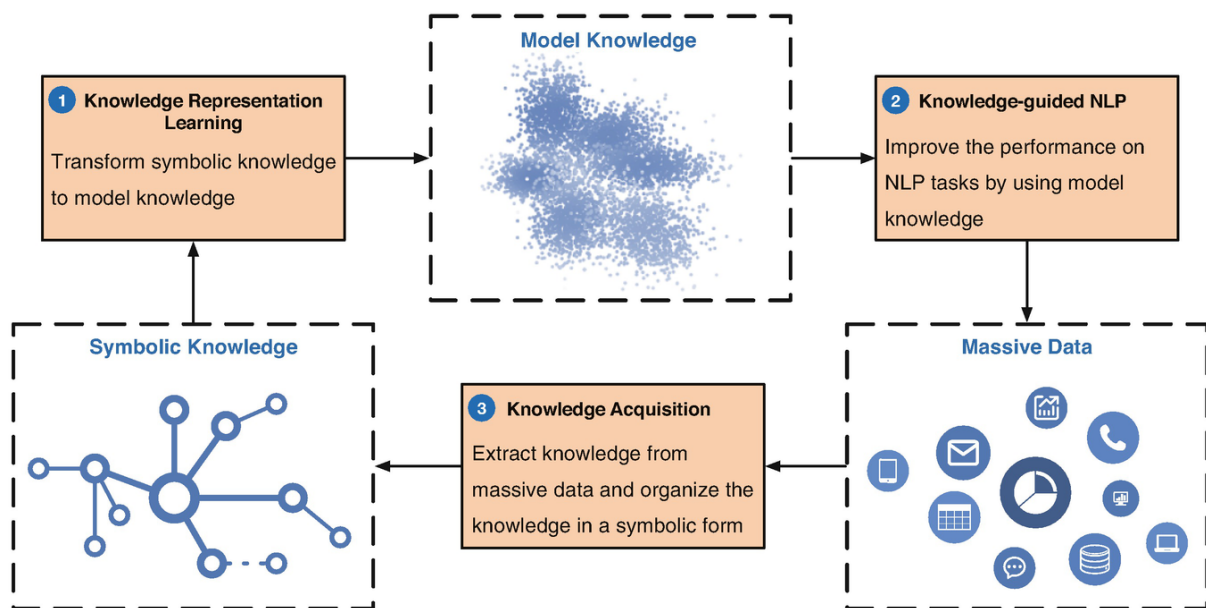 Model Knowledge
1 Knowledge Representation
Learning
Transform symbolic knowledge
to model knowledge
2 Knowledge-guided NLP
Improve the performance on
NLP tasks by using model
knowledge
Symbolic Knowledge
3 Knowledge Acquisition
Extract knowledge from
massive data and organize the
knowledge in a symbolic form
Massive Data